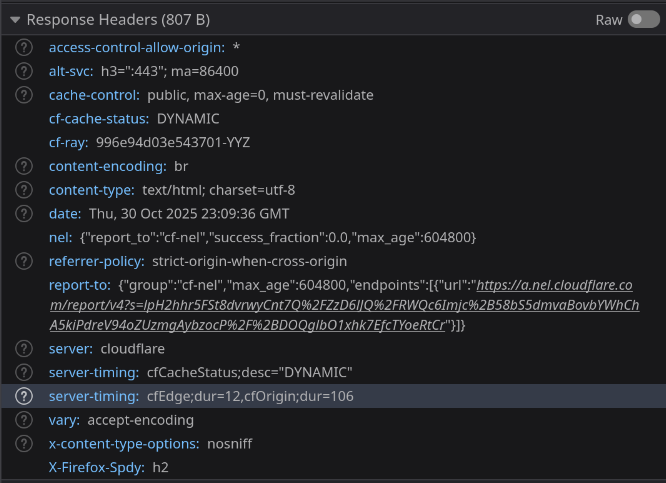 Response Headers (807 B)
Raw
access-control-allow-origin: *
alt-svc: h3=":443"; ma=86400
cache-control: public, max-age=0, must-revalidate
cf-cache-status: DYNAMIC
cf-ray: 996e94d03e543701-YYZ
content-encoding: br
content-type: text/html; charset=utf-8
date: Thu, 30 Oct 2025 23:09:36 GMT
nel: {"report_to":"cf-nel","success_fraction":0.0,"max_age":604800}
referrer-policy: strict-origin-when-cross-origin
report-to: {"group":"cf-nel","max_age":604800,"endpoints":[{"url":"https://a.nel.cloudflare.co
m/report/v4?s=lpH2hhr5FSt8dvrwyCnt7Q%2FZzD6lJQ%2FRWQc6Imjc%2B58bS5dmvaBovbYWhCh
A5kiPdreV94oZUzmgAybzocP%2F%2BDOQglbO1xhk7EfcTYoeRtCr"}]}
server: cloudflare
server-timing: cfCacheStatus;desc="DYNAMIC"
server-timing: cfEdge;dur=12,cfOrigin;dur=106
vary: accept-encoding
x-content-type-options: nosniff
X-Firefox-Spdy: h2